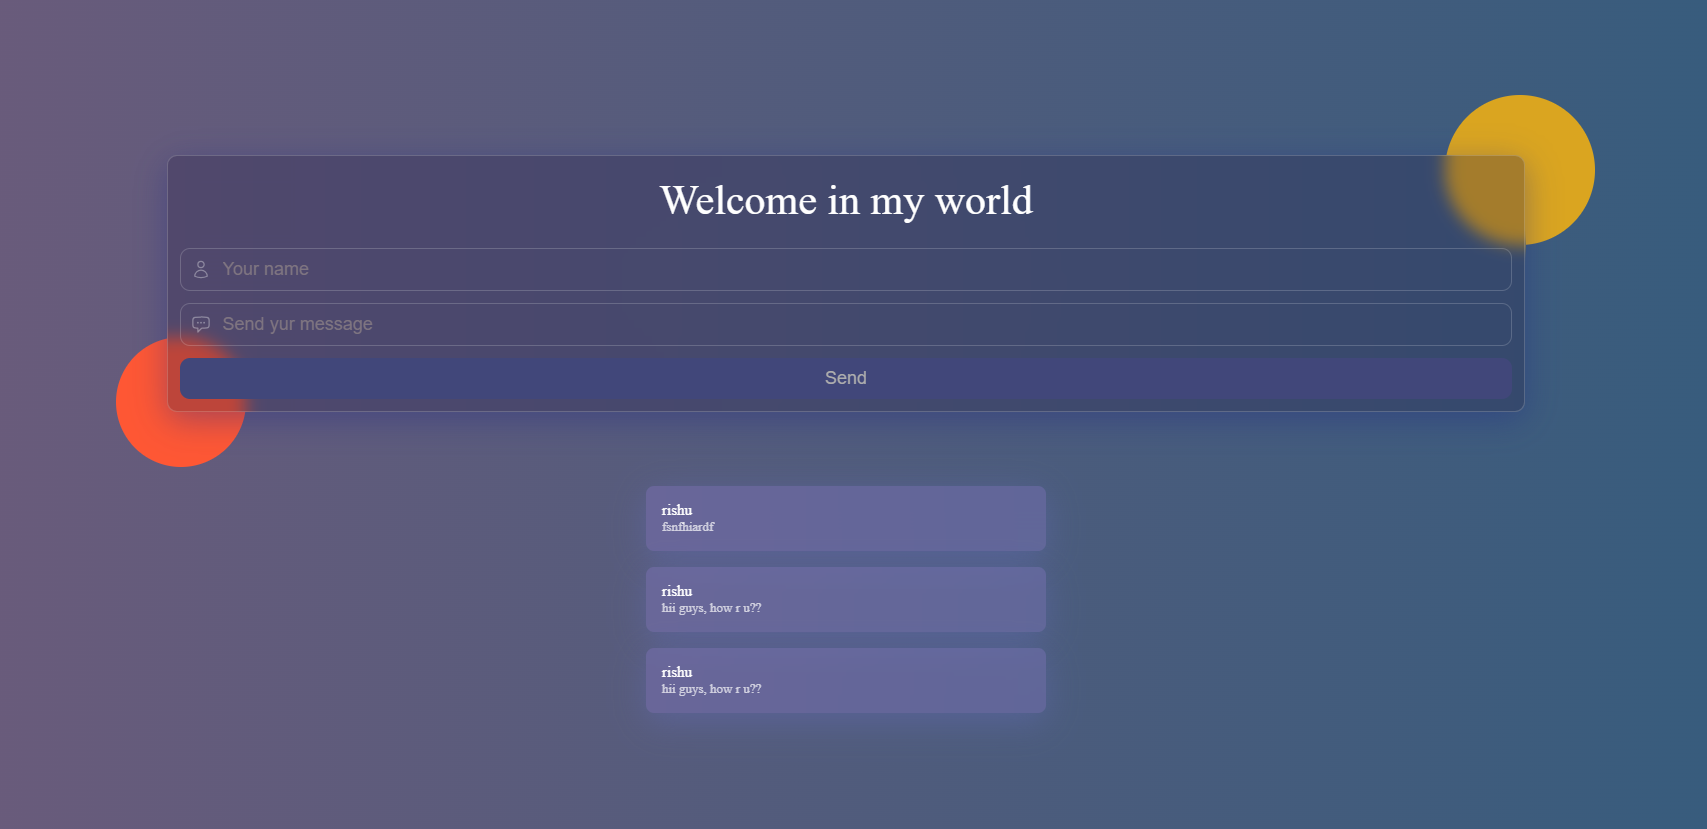 Welcome in my world
Your name
Send yur message
Send
rishu
fsnfhiardf
rishu
hii guys, how r u??
rishu
hii guys, how r u??